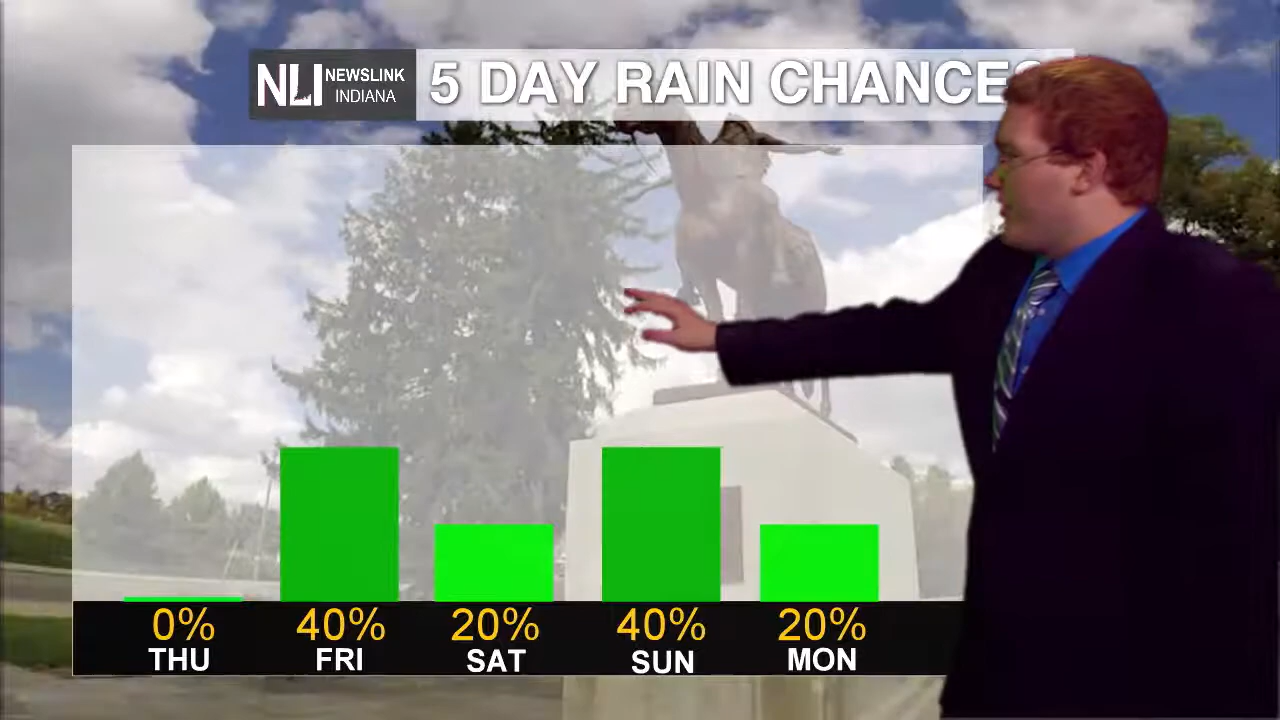 NLI NEWSLINK INDIANA
5 DAY RAIN CHANCES
0% 40% 20% 40% 20%
THU FRI SAT SUN MON